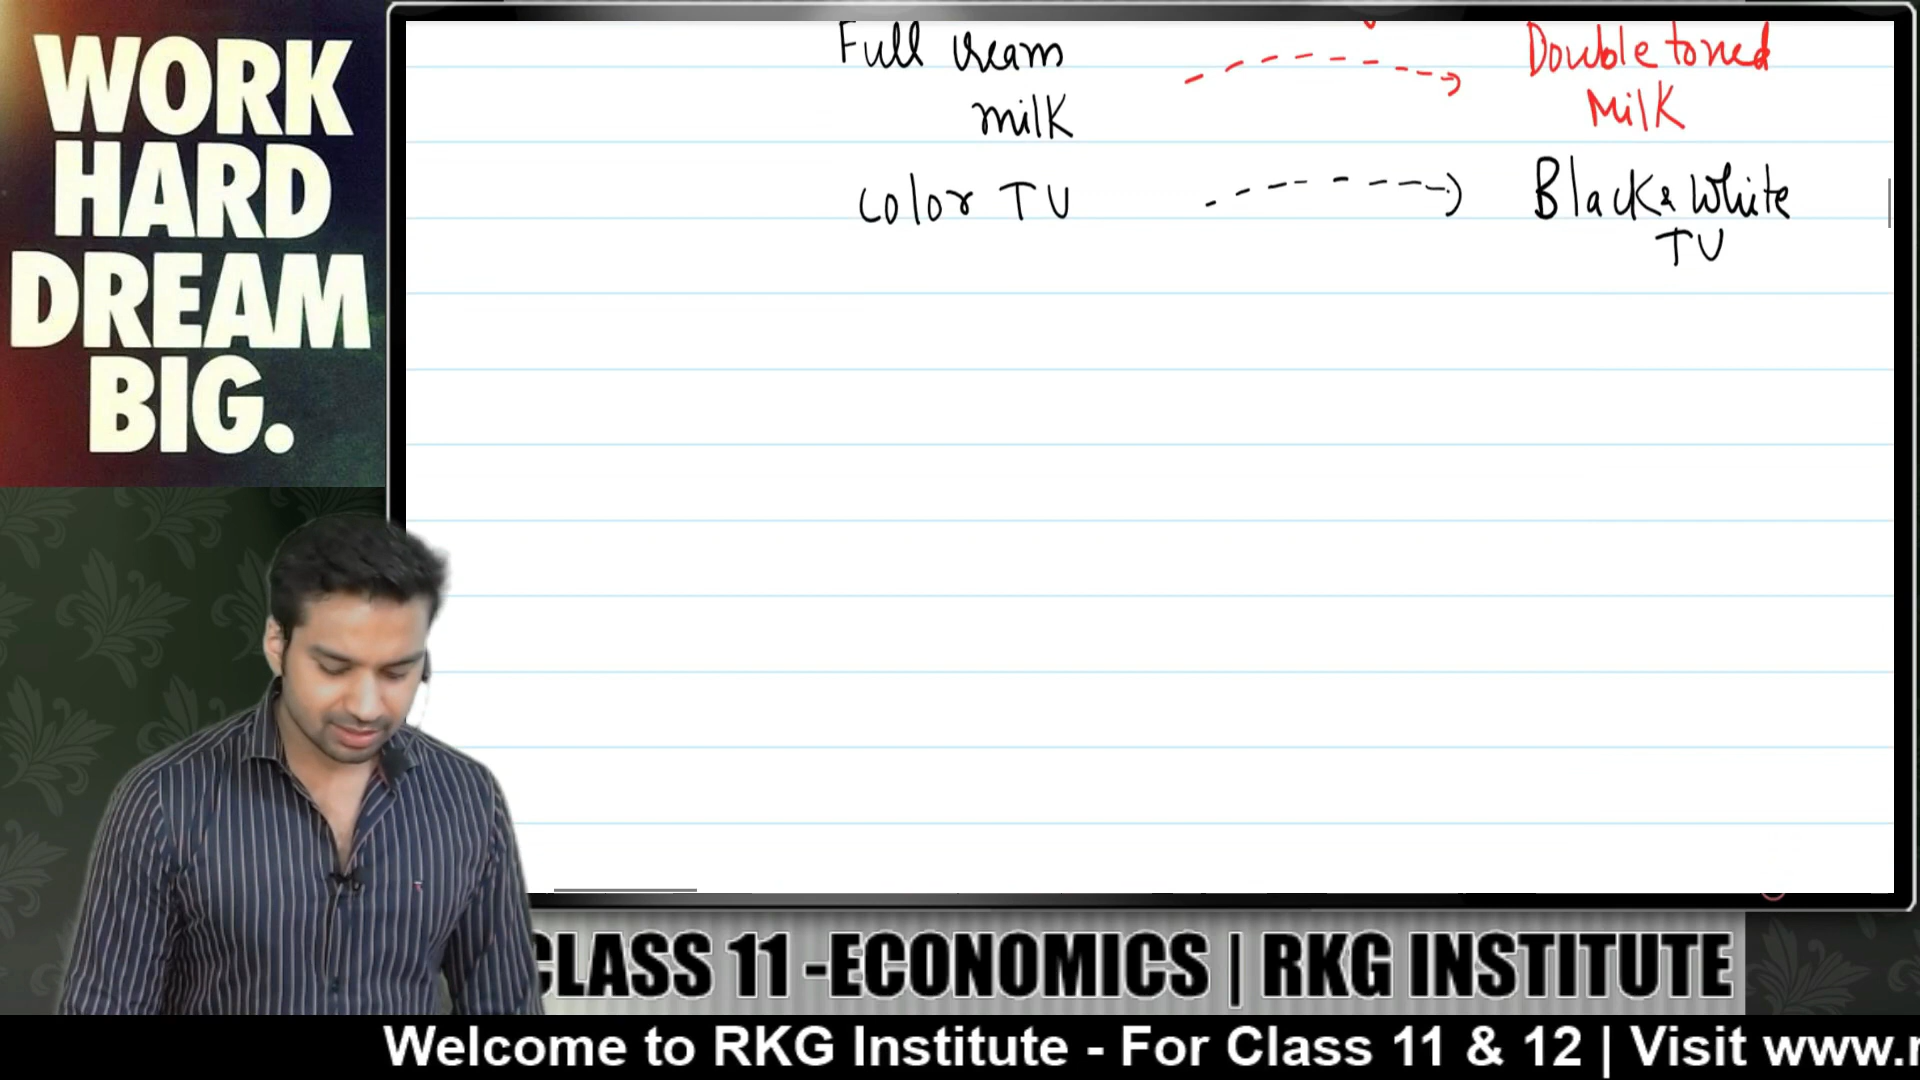 WORK
HARD
DREAM
BIG.
Full cream
milk
Double toned
Milk
Color TV
Black & White
TV
CLASS 11 -ECONOMICS | RKG INSTITUTE
Welcome to RKG Institute - For Class 11 & 12 | Visit www.